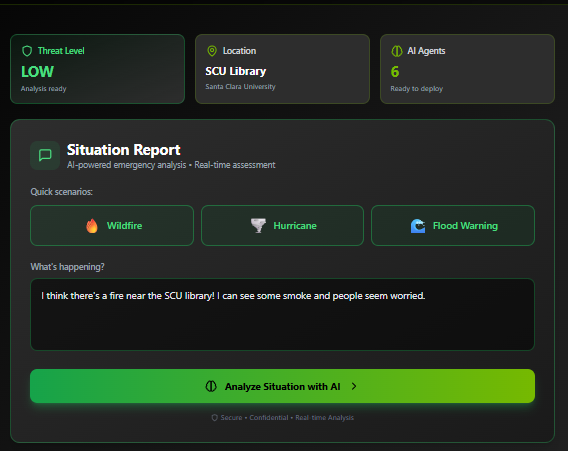 Threat Level
LOW
Analysis ready
Location
SCU Library
Santa Clara University
AI Agents
6
Ready to deploy
Situation Report
AI-powered emergency analysis • Real-time assessment
Quick scenarios:
Wildfire
Hurricane
Flood Warning
What's happening?
I think there's a fire near the SCU library! I can see some smoke and people seem worried.
Analyze Situation with AI
Secure • Confidential • Real-time Analysis